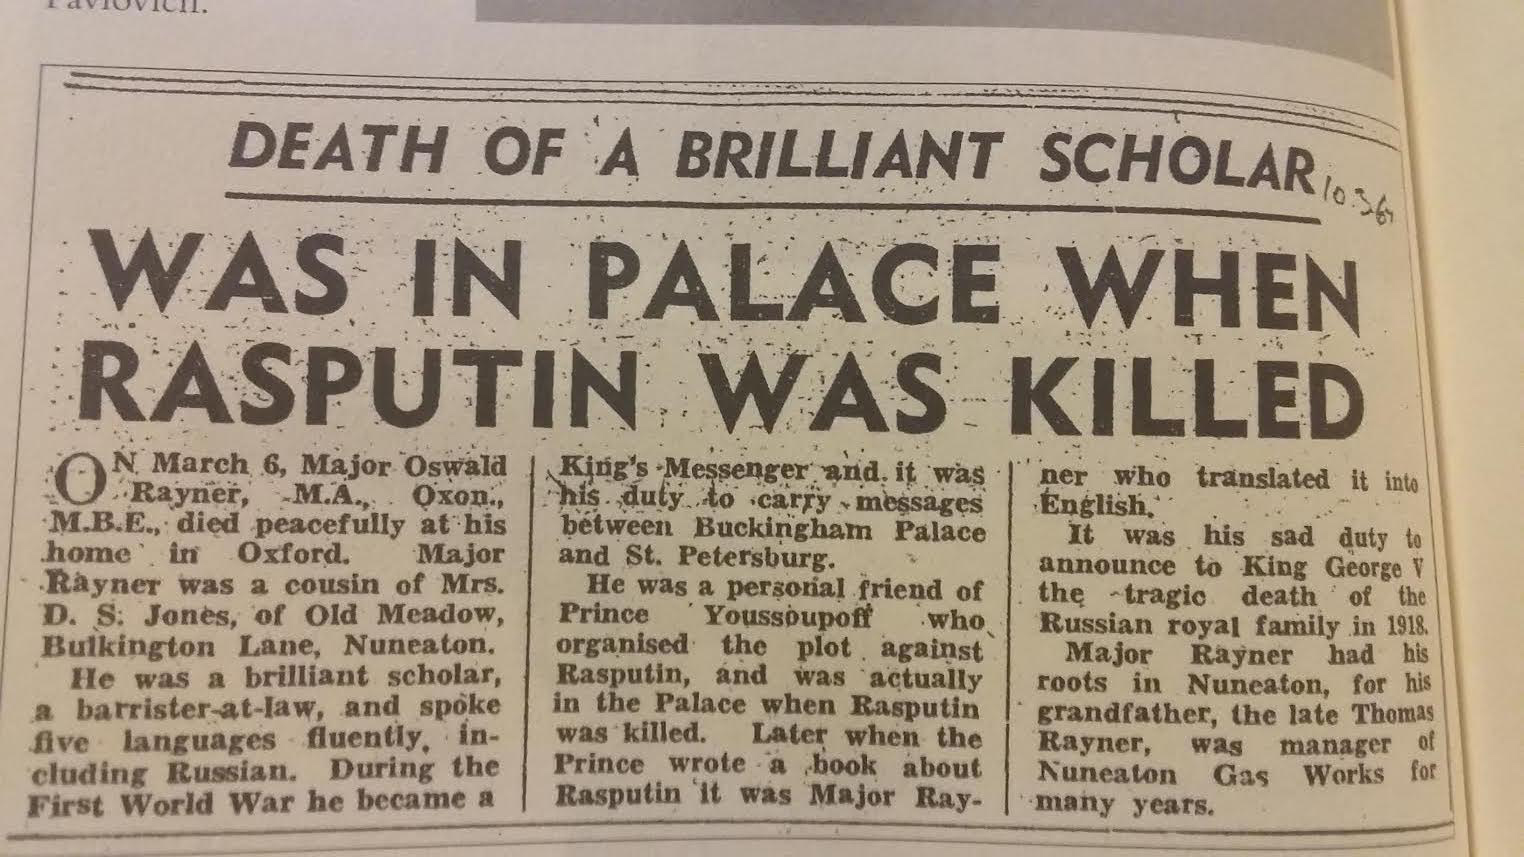 Pavlovich.
DEATH OF A BRILLIANT SCHOLAR
WAS IN PALACE WHEN
RASPUTIN WAS KILLED
ON March 6, Major Oswald
Rayner, M.A., Oxon.,
M.B.E., died peacefully at his
home in Oxford. Major
Rayner was a cousin of Mrs.
D. S. Jones, of Old Meadow,
Bulkington Lane, Nuneaton.
He was a brilliant scholar,
a barrister-at-law, and spoke
five languages fluently, in-
cluding Russian. During the
First World War he became a
King's Messenger and it was
his duty to carry messages
between Buckingham Palace
and St. Petersburg.
He was a personal friend of
Prince Youssoupoff who
organised the plot against
Rasputin, and was actually
in the Palace when Rasputin
was killed. Later when the
Prince wrote a book about
Rasputin it was Major Ray-
ner who translated it into
English.
It was his sad duty to
announce to King George V
the tragic death of the
Russian royal family in 1918.
Major Rayner had his
roots in Nuneaton, for his
grandfather, the late Thomas
Rayner, was manager of
Nuneaton Gas Works for
many years.